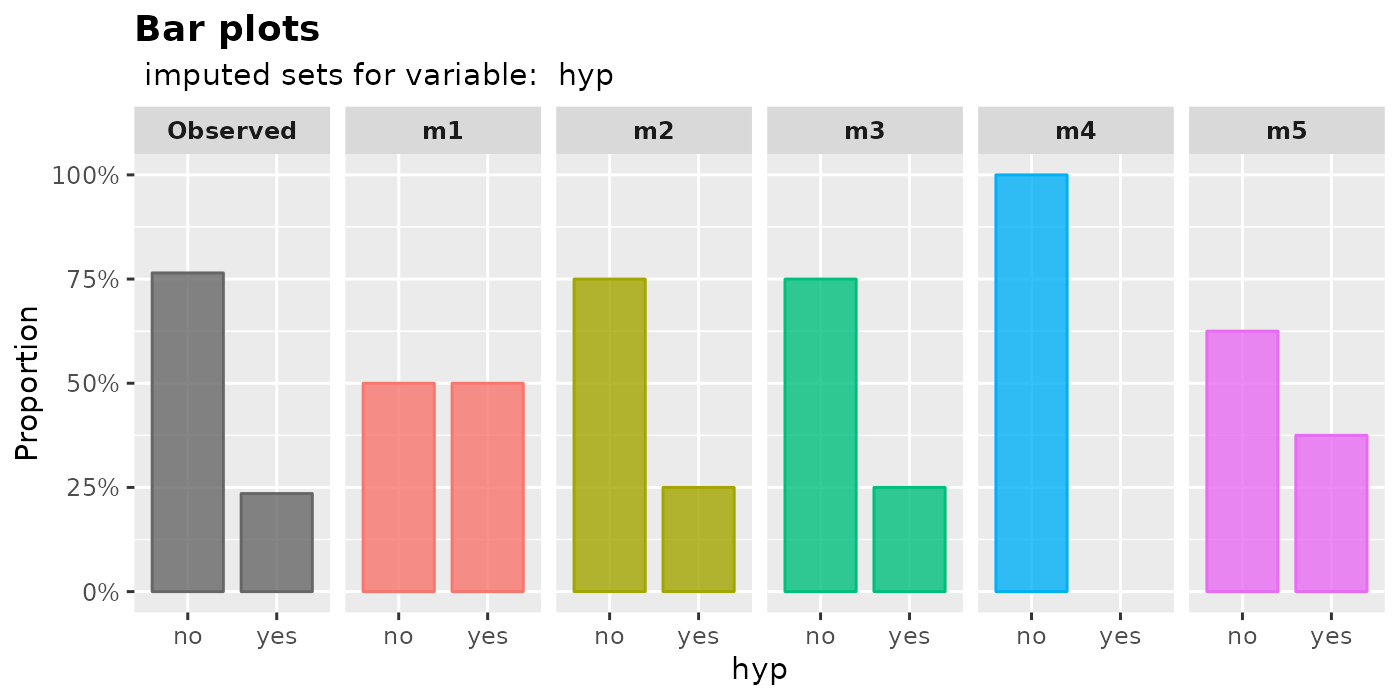 Bar plots
imputed sets for variable:  hyp
Observed m1 m2 m3 m4 m5
100%
75%
50%
25%
0%
Proportion
no yes no yes no yes no yes no yes no yes
hyp